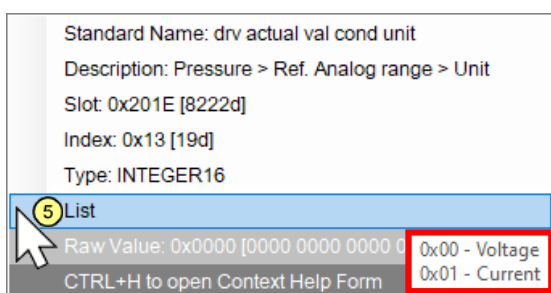 Standard Name: drv actual val cond unit
Description: Pressure > Ref. Analog range > Unit
Slot: 0x201E [8222d]
Index: 0x13 [19d]
Type: INTEGER16
5 List
Raw Value: 0x0000 [0000 0000 0000 0
0x00 - Voltage
0x01 - Current
CTRL+H to open Context Help Form